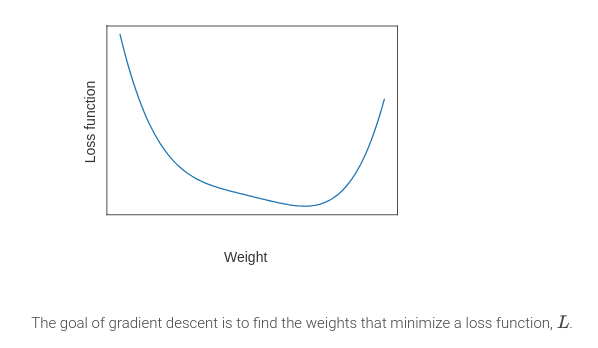 Loss function
Weight
The goal of gradient descent is to find the weights that minimize a loss function, L.